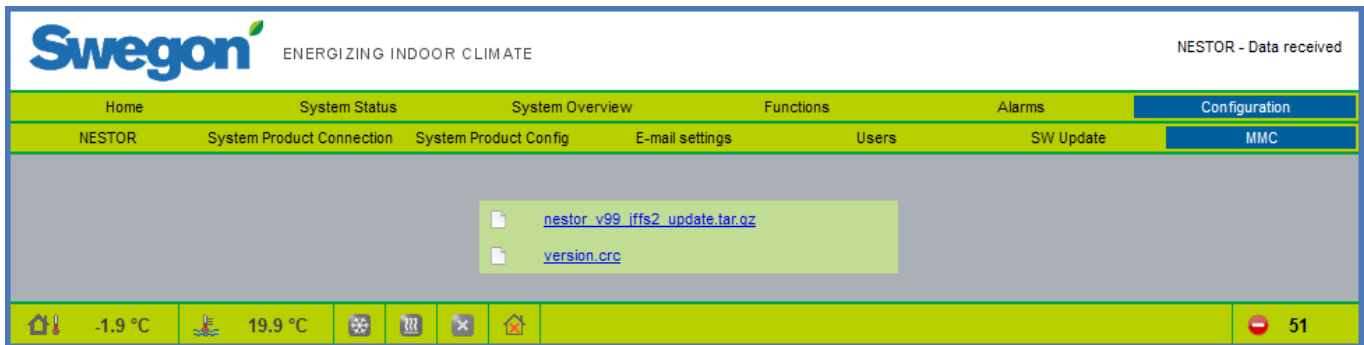 Swegon ENERGIZING INDOOR CLIMATE NESTOR - Data received
Home System Status System Overview Functions Alarms Configuration
NESTOR System Product Connection System Product Config E-mail settings Users SW Update MMC
nestor_v99_jffs2_update.tar.gz
version.crc
-1.9 °C 19.9 °C 51